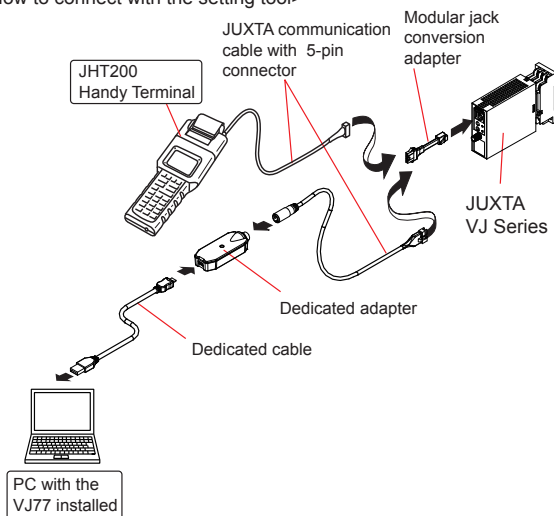 how to connect with the setting tool>
JUXTA communication
cable with 5-pin
connector
Modular jack
conversion
adapter
JHT200
Handy Terminal
JUXTA
VJ Series
Dedicated adapter
Dedicated cable
PC with the
VJ77 installed